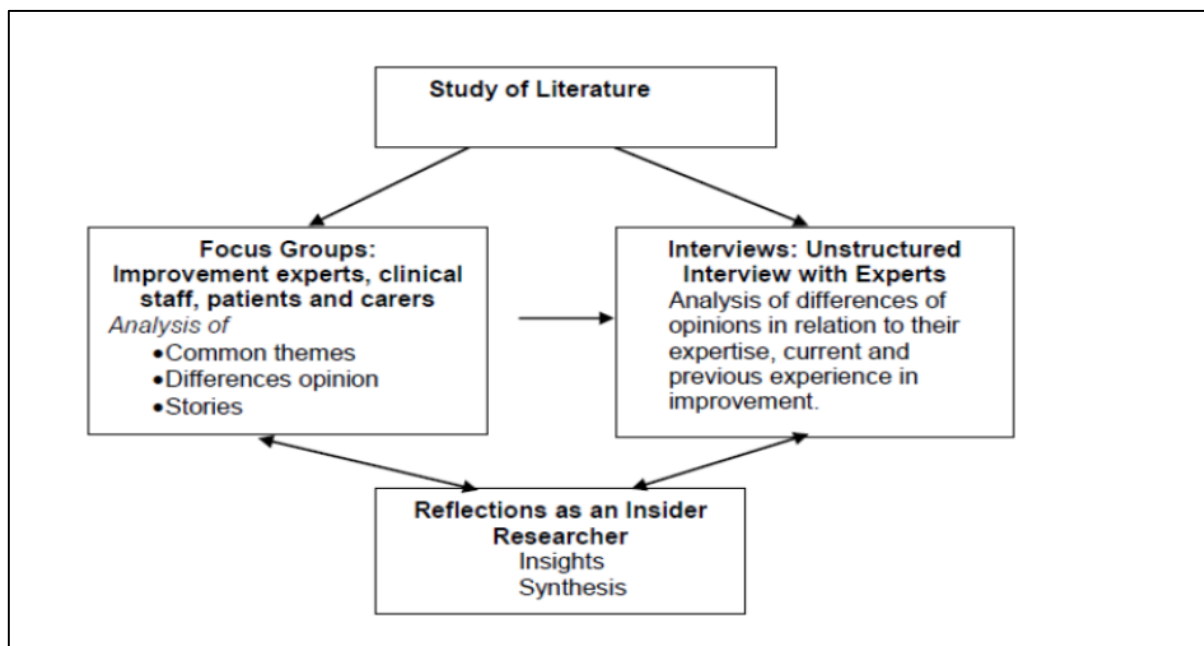 Study of Literature
Focus Groups:
Improvement experts, clinical
staff, patients and carers
Analysis of
•Common themes
•Differences opinion
•Stories
Interviews: Unstructured
Interview with Experts
Analysis of differences of
opinions in relation to their
expertise, current and
previous experience in
improvement.
Reflections as an Insider
Researcher
Insights
Synthesis